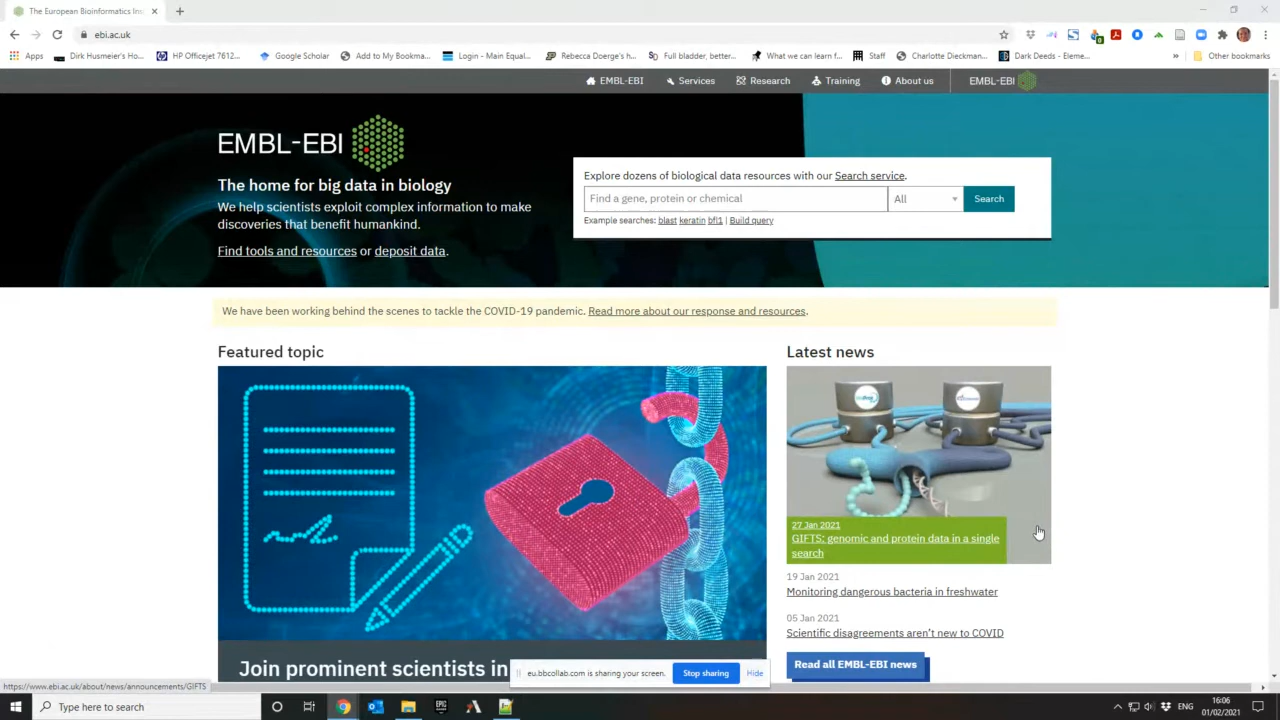 The European Bioinformatics Ins
ebi.ac.uk
Apps
Dirk Husmeier's Ho...
HP Officejet 7612...
Google Scholar
Add to My Bookma...
Login - Main Equal...
Rebecca Doerge's h...
Full bladder, better...
What we can learn f...
Staff
Charlotte Dieckman...
Dark Deeds - Eleme...
»
Other bookmarks
EMBL-EBI
Services
Research
Training
About us
EMBL-EBI
EMBL-EBI
The home for big data in biology
We help scientists exploit complex information to make
discoveries that benefit humankind.
Find tools and resources or deposit data.
Explore dozens of biological data resources with our Search service.
Find a gene, protein or chemical
All
Search
Example searches: blast keratin bfl1 | Build query
We have been working behind the scenes to tackle the COVID-19 pandemic. Read more about our response and resources.
Featured topic
Latest news
27 Jan 2021
GIFTS: genomic and protein data in a single
search
19 Jan 2021
Monitoring dangerous bacteria in freshwater
05 Jan 2021
Scientific disagreements aren't new to COVID
Read all EMBL-EBI news
Join prominent scientists in
eu.bbcollab.com is sharing your screen.
Stop sharing
Hide
https://www.ebi.ac.uk/about/news/announcements/GIFTS
Type here to search
EPIC
ENG
16:06
01/02/2021